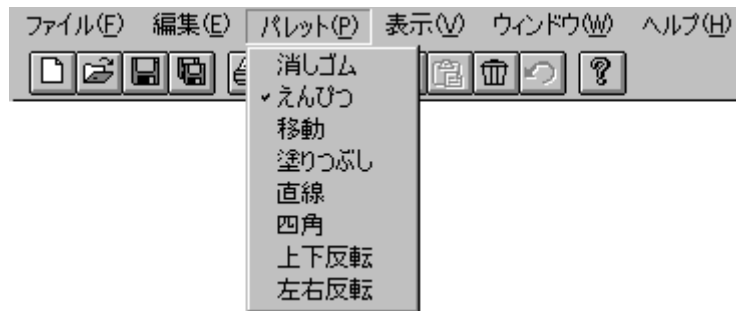 ファイル(F) 編集(E) パレット(P) 表示(V) ウィンドウ(W) ヘルプ(H)
消しゴム
えんぴつ
移動
塗りつぶし
直線
四角
上下反転
左右反転